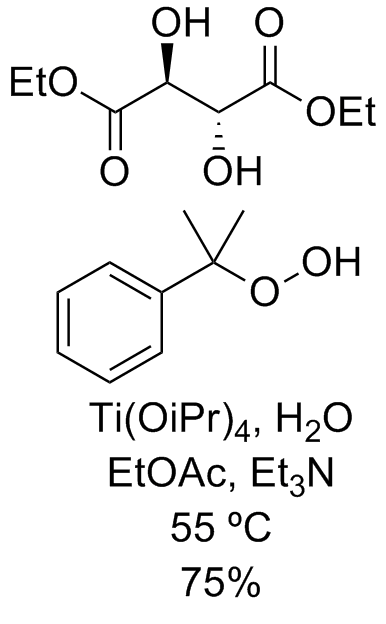 OH
O
EtO
OEt
O
OH
OH
O
Ti(OiPr)₄, H₂O
EtOAc, Et₃N
55 ºC
75%